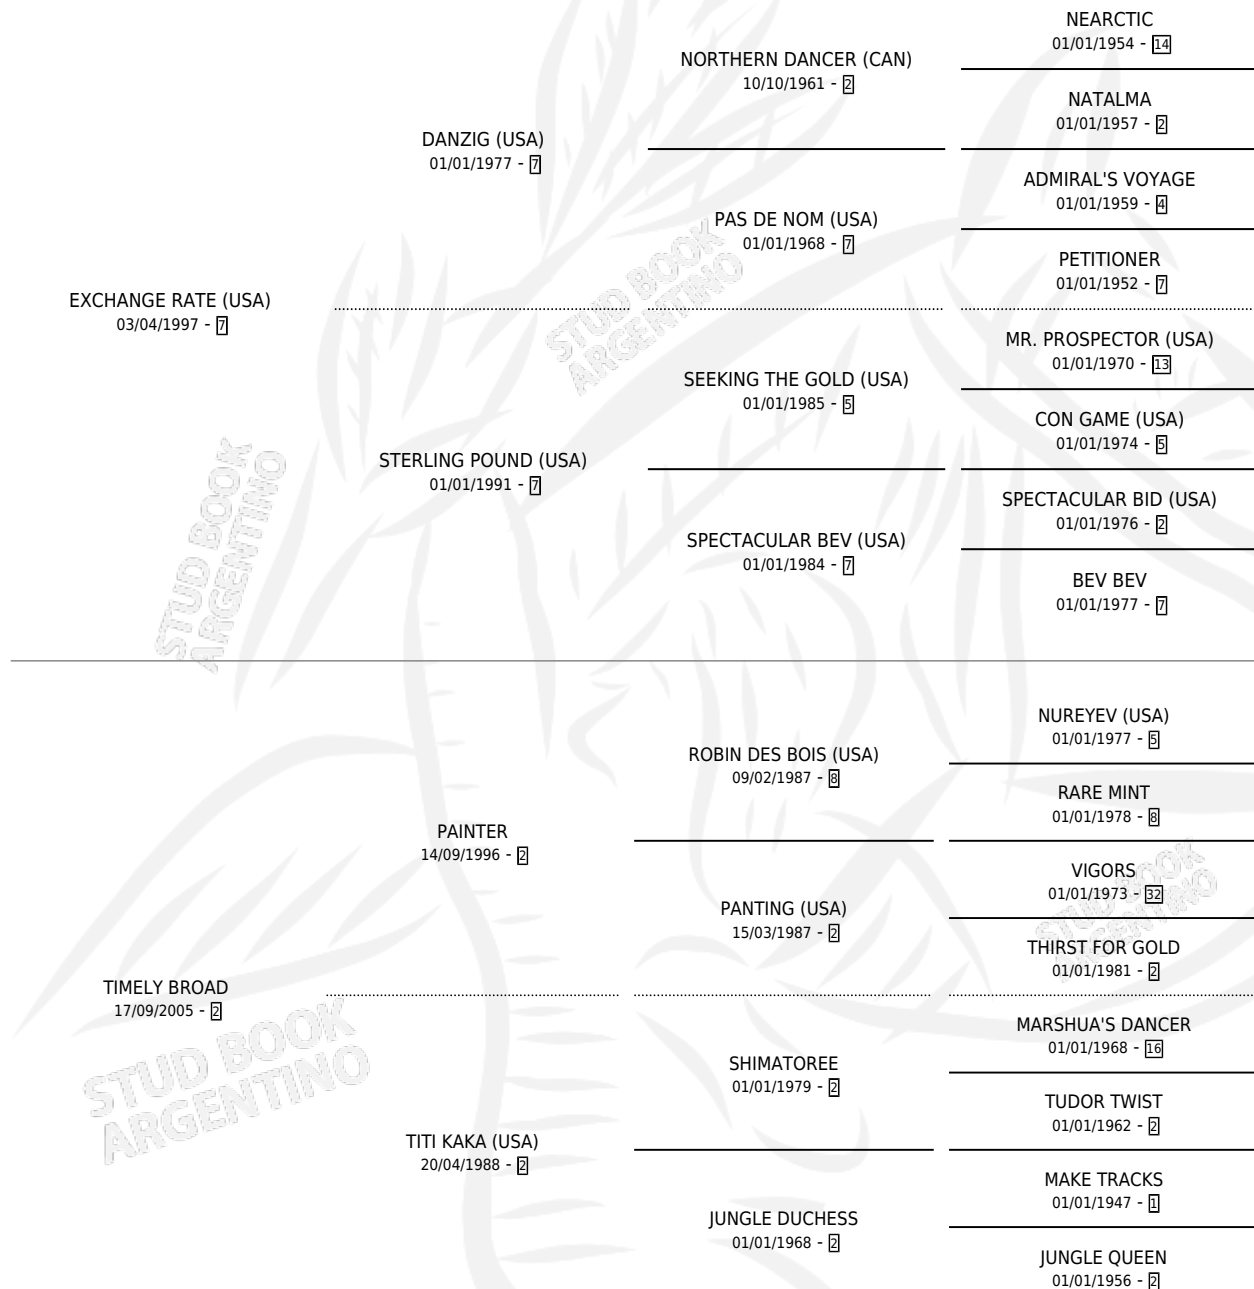 NEARCTIC
01/01/1954 - 14
NORTHERN DANCER (CAN)
10/10/1961 - 2
NATALMA
01/01/1957 - 2
DANZIG (USA)
01/01/1977 - 7
ADMIRAL'S VOYAGE
01/01/1959 - 4
PAS DE NOM (USA)
01/01/1968 - 7
PETITIONER
01/01/1952 - 7
EXCHANGE RATE (USA)
03/04/1997 - 7
MR. PROSPECTOR (USA)
01/01/1970 - 13
SEEKING THE GOLD (USA)
01/01/1985 - 5
CON GAME (USA)
01/01/1974 - 5
STERLING POUND (USA)
01/01/1991 - 7
SPECTACULAR BID (USA)
01/01/1976 - 2
SPECTACULAR BEV (USA)
01/01/1984 - 7
BEV BEV
01/01/1977 - 7
NUREYEV (USA)
01/01/1977 - 5
ROBIN DES BOIS (USA)
09/02/1987 - 8
RARE MINT
01/01/1978 - 8
PAINTER
14/09/1996 - 2
VIGORS
01/01/1973 - 32
PANTING (USA)
15/03/1987 - 2
THIRST FOR GOLD
01/01/1981 - 2
TIMELY BROAD
17/09/2005 - 2
MARSHUA'S DANCER
01/01/1968 - 16
SHIMATOREE
01/01/1979 - 2
TUDOR TWIST
01/01/1962 - 2
TITI KAKA (USA)
20/04/1988 - 2
MAKE TRACKS
01/01/1947 - 1
JUNGLE DUCHESS
01/01/1968 - 2
JUNGLE QUEEN
01/01/1956 - 2
STUD BOOK
ARGENTINO
STUD BOOK
ARGENTINO
STUD BOOK
ARGENTINO
STUD BOOK
ARGENTINO